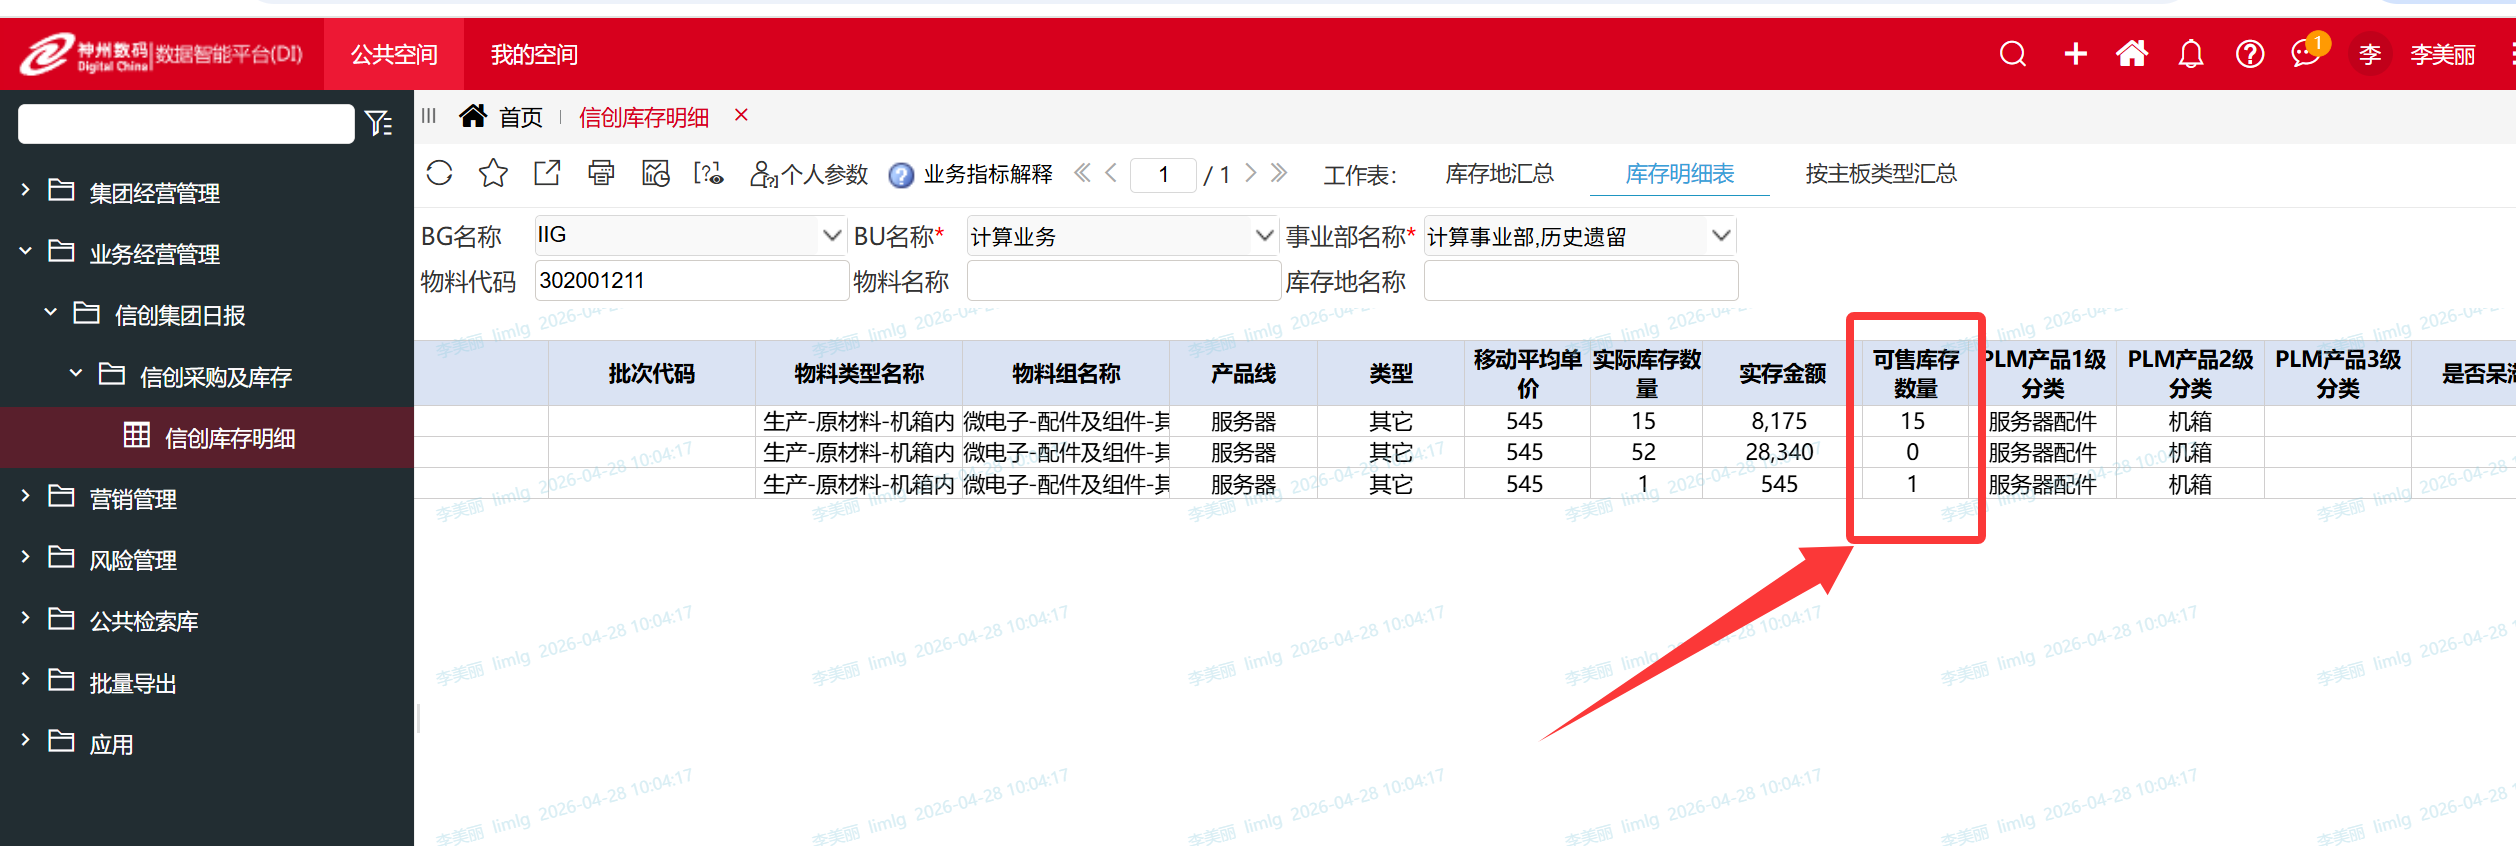 神州数码 Digital China 数据智能平台(DI) 公共空间 我的空间 1 李 李美丽
首页 信创库存明细 ×
集团经营管理
业务经营管理
信创集团日报
信创采购及库存
信创库存明细
营销管理
风险管理
公共检索库
批量导出
应用
个人参数 业务指标解释 1 / 1 工作表: 库存地汇总 库存明细表 按主板类型汇总
BG名称 IIG BU名称* 计算业务 事业部名称* 计算事业部,历史遗留
物料代码 302001211 物料名称 库存地名称
批次代码 物料类型名称 物料组名称 产品线 类型 移动平均单价 实际库存数量 实存金额 可售库存数量 PLM产品1级分类 PLM产品2级分类 PLM产品3级分类 是否呆
生产-原材料-机箱内 微电子-配件及组件-其 服务器 其它 545 15 8,175 15 服务器配件 机箱
生产-原材料-机箱内 微电子-配件及组件-其 服务器 其它 545 52 28,340 0 服务器配件 机箱
生产-原材料-机箱内 微电子-配件及组件-其 服务器 其它 545 1 545 1 服务器配件 机箱
李美丽 limlg 2026-04-28 10:04:17